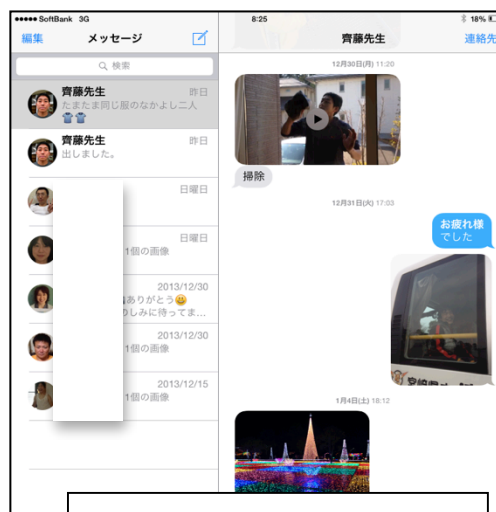 SoftBank 3G
8:25
18%
編集
メッセージ
齊藤先生
連絡先
検索
齊藤先生
昨日
たまたま同じ服のなかよし二人
👕👕
齊藤先生
昨日
出しました。
日曜日
日曜日
1個の画像
2013/12/30
ありがとう😀
のしみに待ってま...
2013/12/30
1個の画像
2013/12/15
1個の画像
12月30日(月) 11:20
掃除
12月31日(火) 17:03
お疲れ様
でした
1月4日(土) 18:12